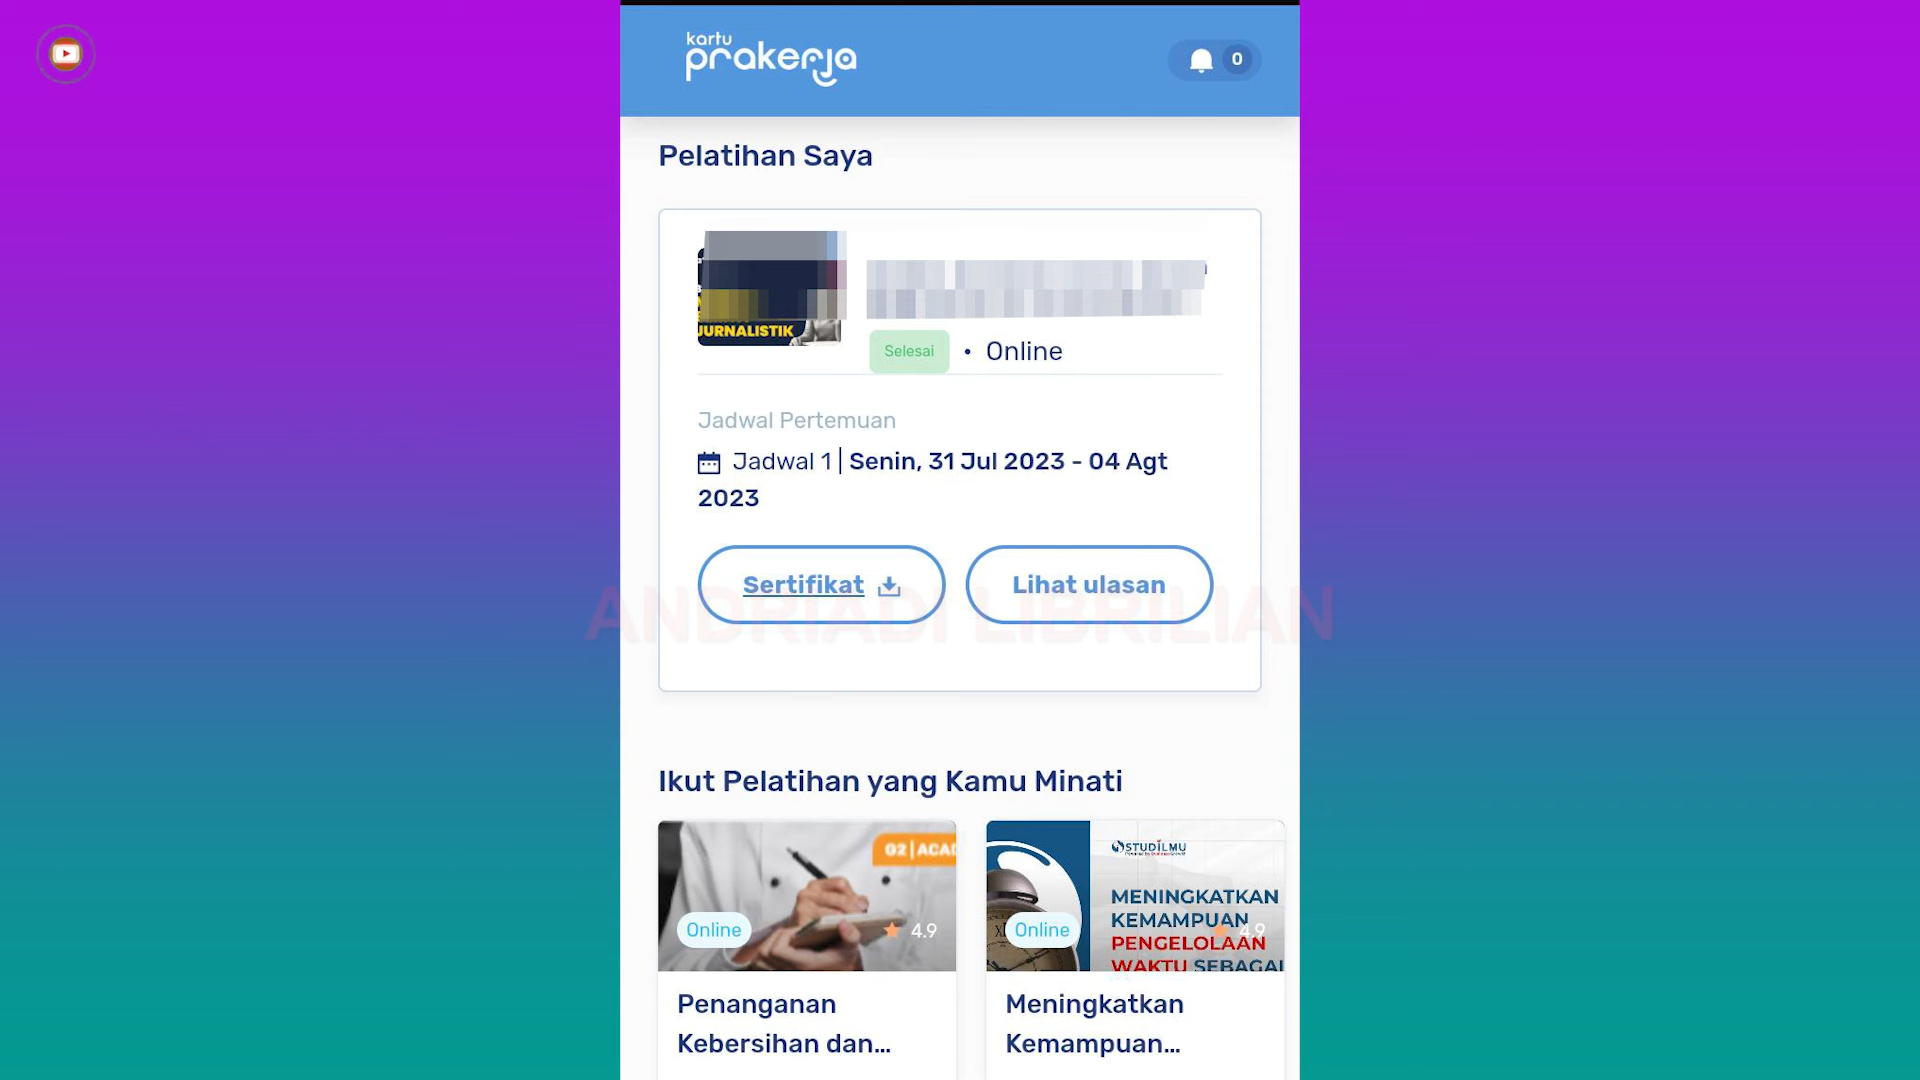 kartu
prakerja
0
Pelatihan Saya
JURNALISTIK
Selesai • Online
Jadwal Pertemuan
Jadwal 1 | Senin, 31 Jul 2023 - 04 Agt
2023
Sertifikat
Lihat ulasan
ANDRIADI LIBRILIAN
Ikut Pelatihan yang Kamu Minati
G2 | ACAD
Online
4.9
Penanganan
Kebersihan dan...
STUDiLMU
MENINGKATKAN
KEMAMPUAN
PENGELOLAAN
WAKTU SEBAGAI
Online
4.9
Meningkatkan
Kemampuan...